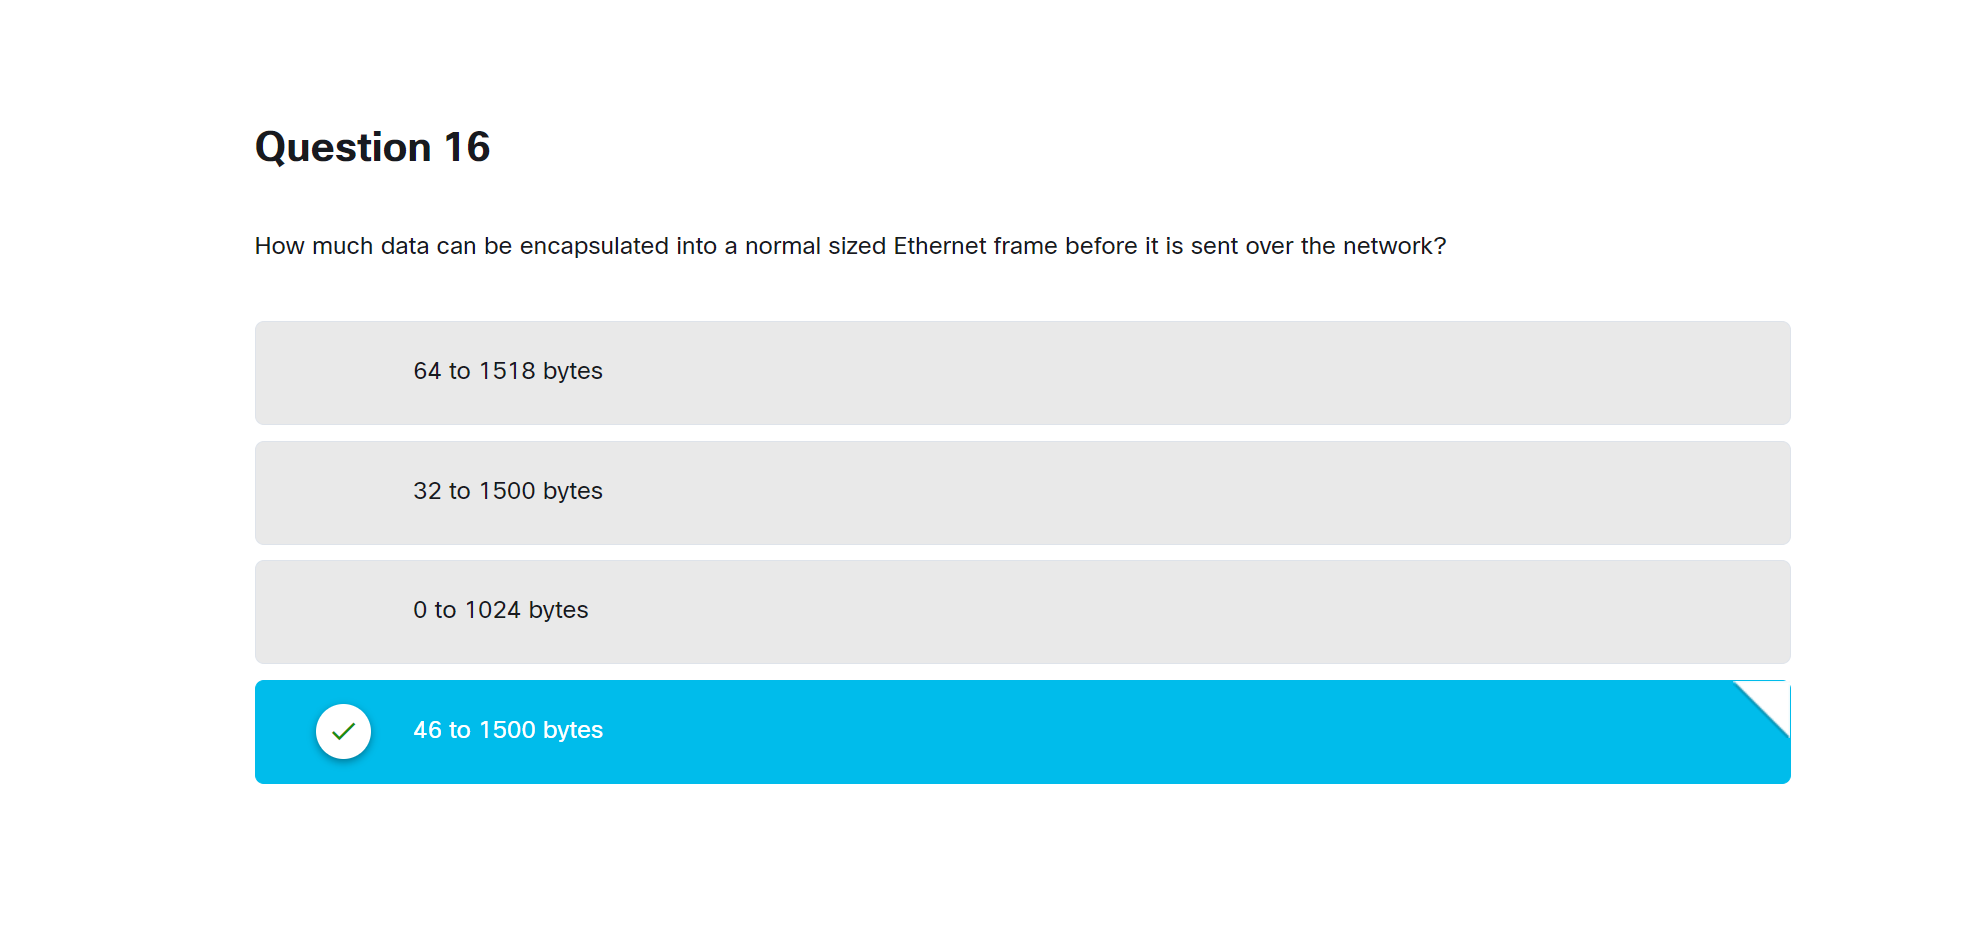 Question 16
How much data can be encapsulated into a normal sized Ethernet frame before it is sent over the network?
64 to 1518 bytes
32 to 1500 bytes
0 to 1024 bytes
46 to 1500 bytes